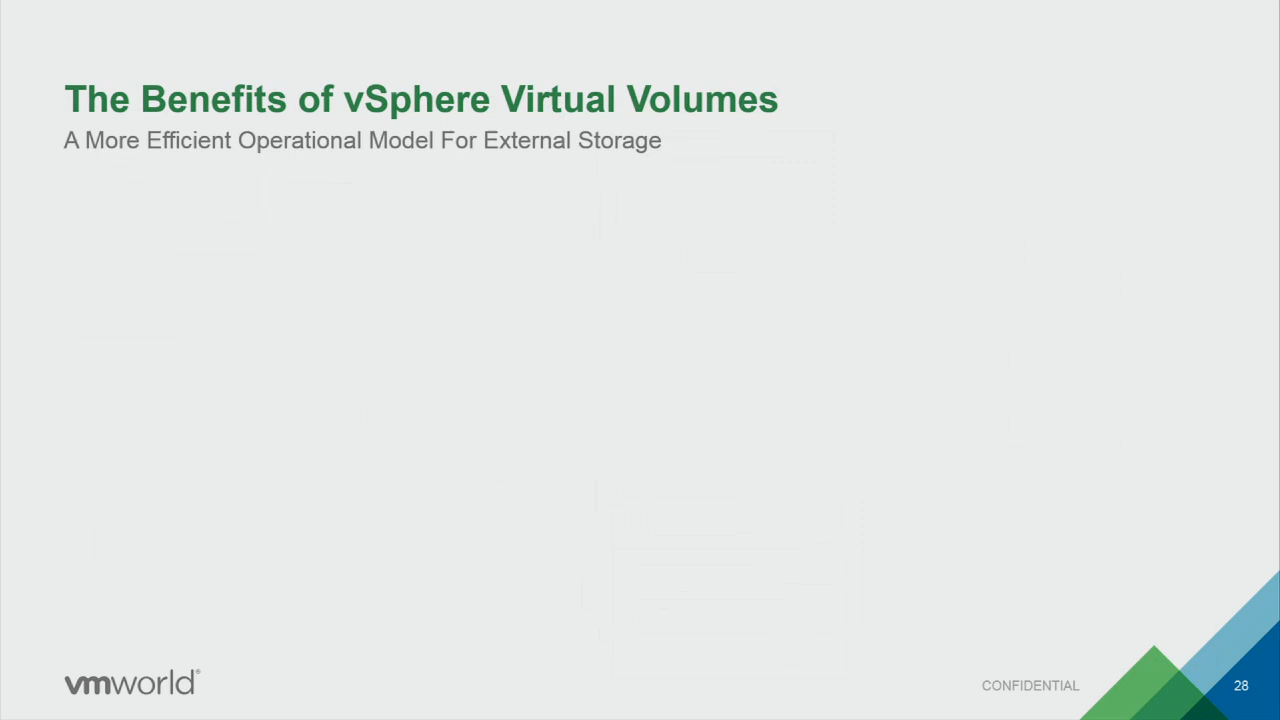 The Benefits of vSphere Virtual Volumes
A More Efficient Operational Model For External Storage
vmworld®
CONFIDENTIAL
28